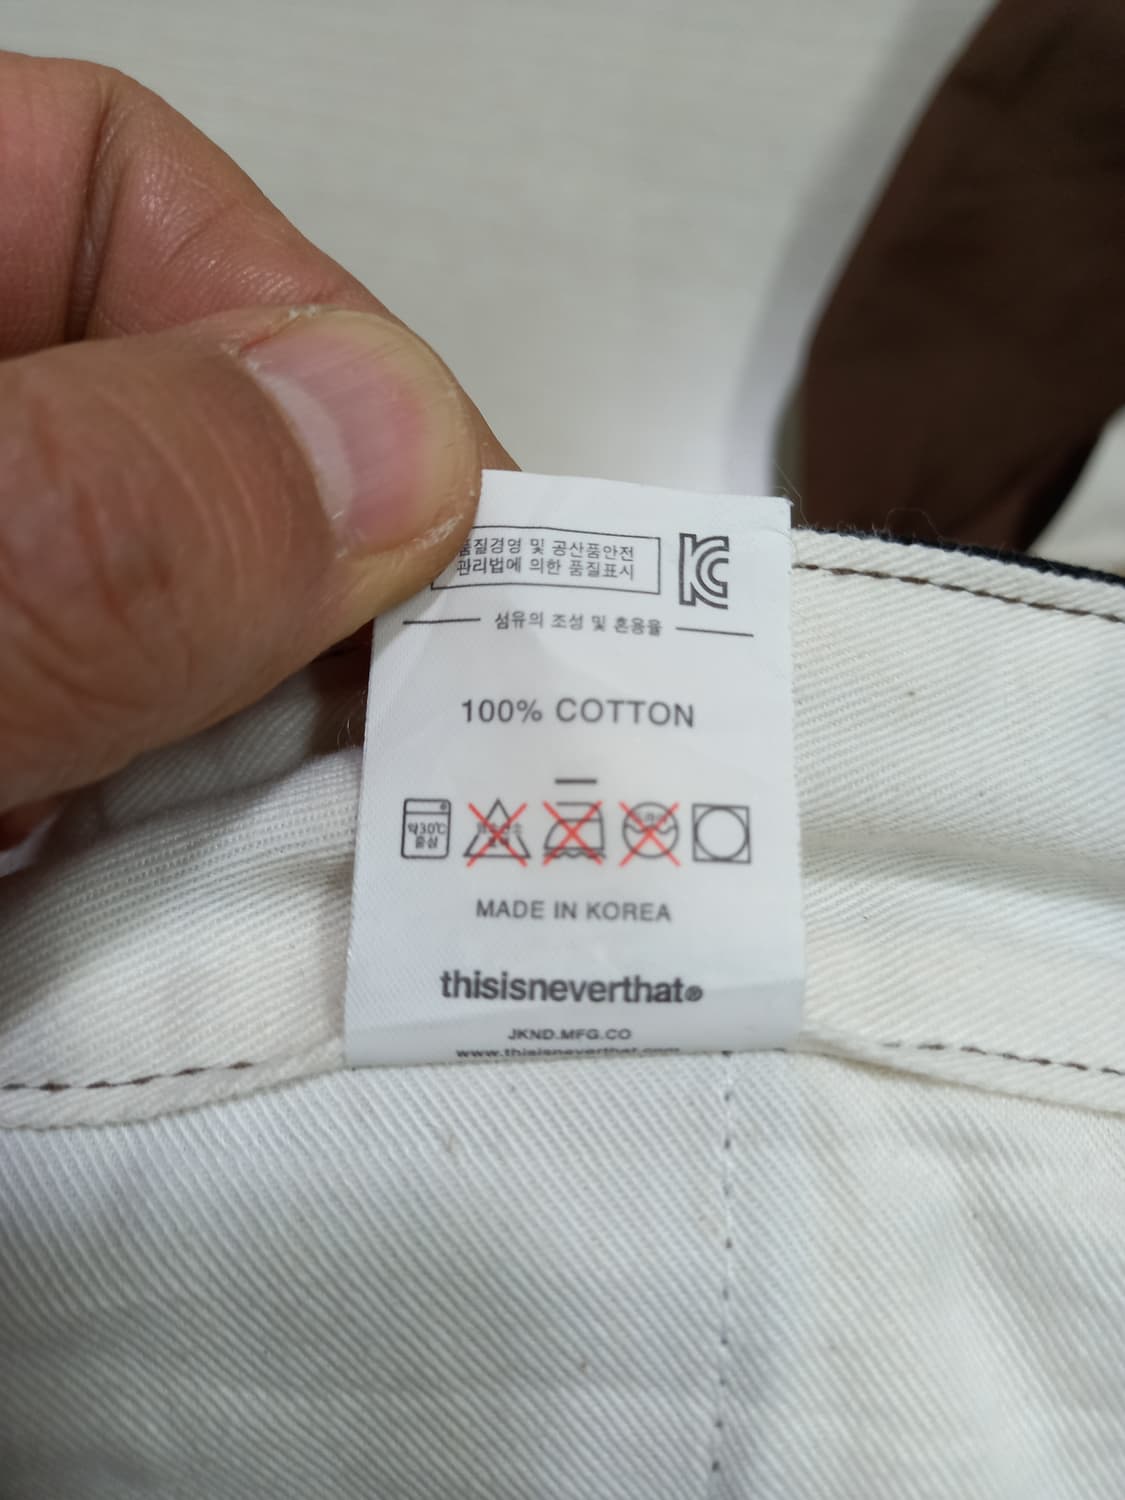 품질경영 및 공산품안전
관리법에 의한 품질표시
KC
섬유의 조성 및 혼용율
100% COTTON
약30℃
중성
MADE IN KOREA
thisisneverthat®
JKND.MFG.CO
www.thisisneverthat.com